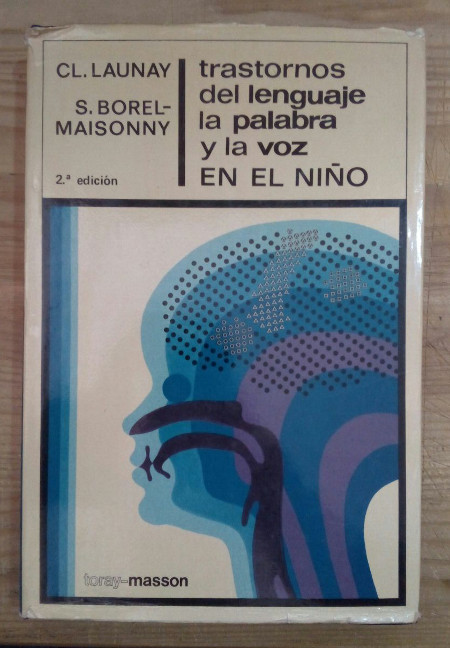 CL. LAUNAY
S. BOREL-
MAISONNY
2.ª edición
trastornos
del lenguaje
la palabra
y la voz
EN EL NIÑO
toray-masson